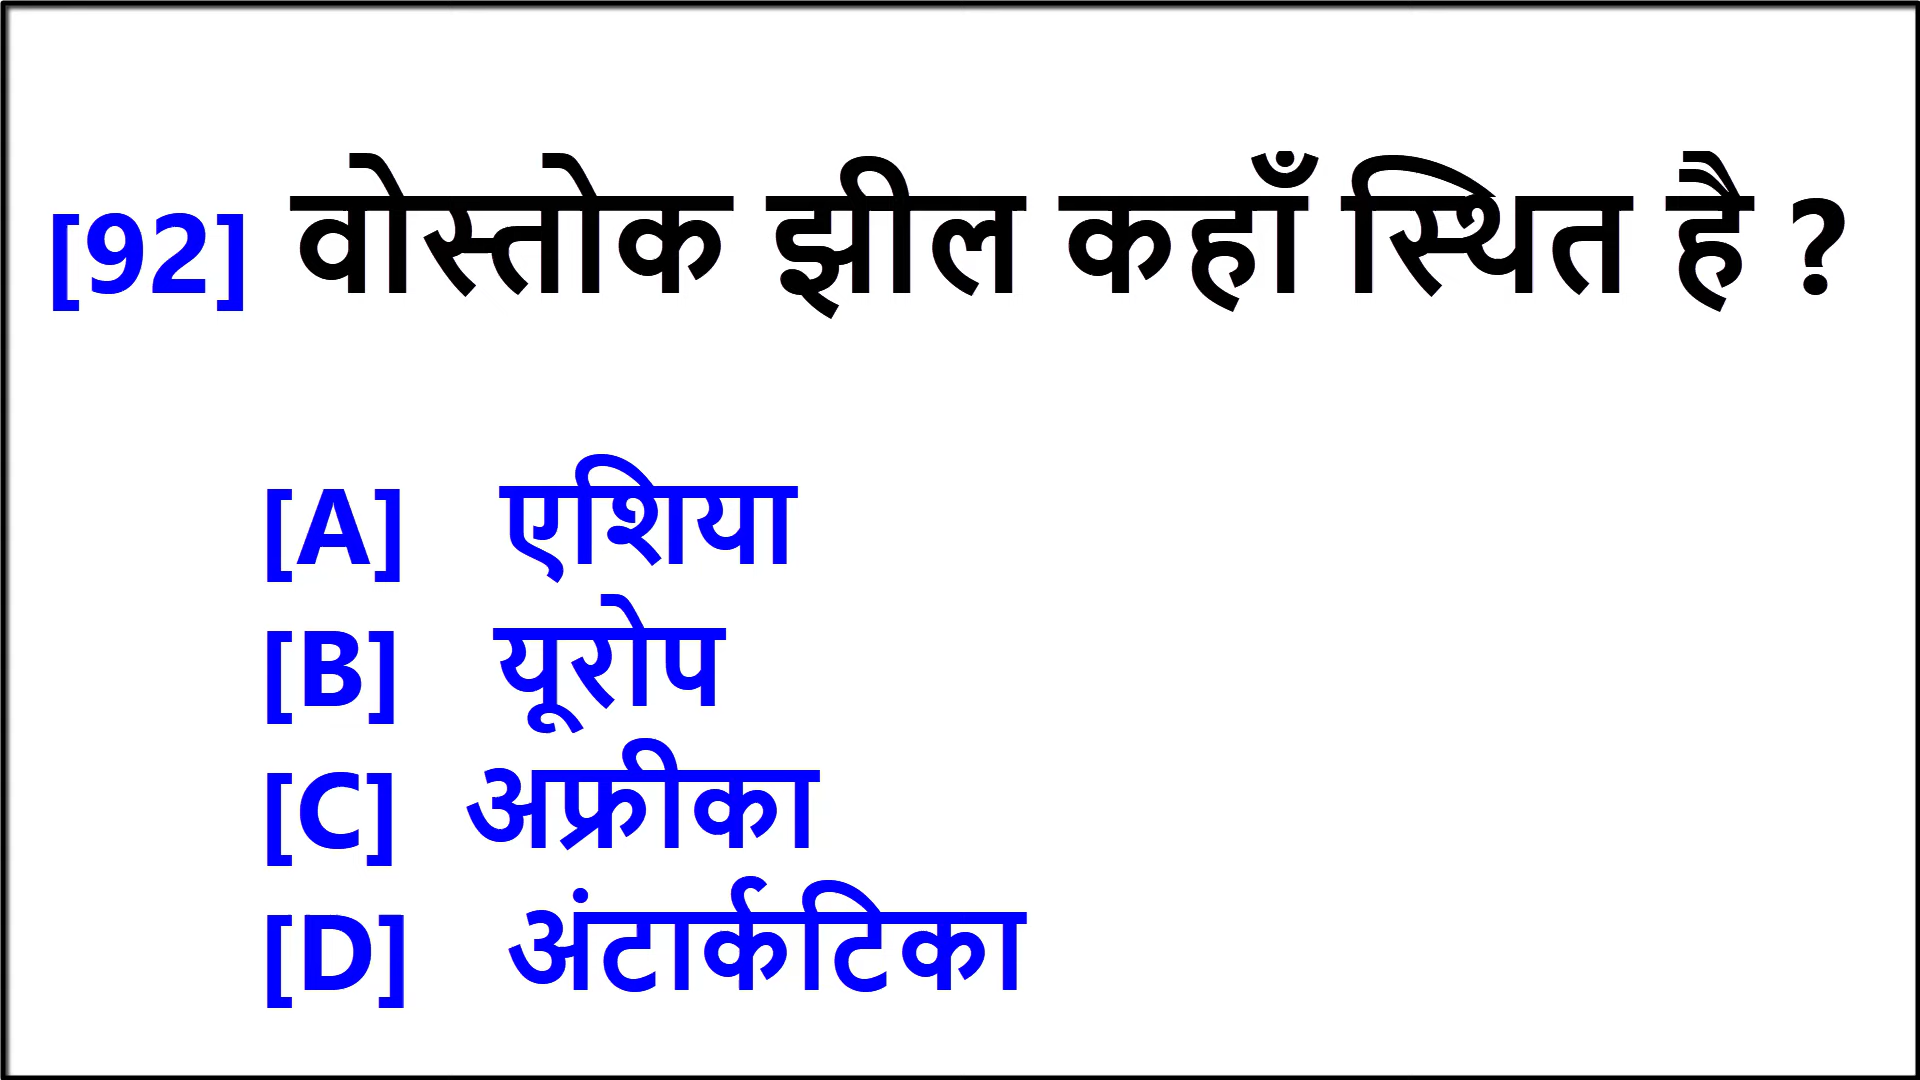 [92] वोस्तोक झील कहाँ स्थित है ?
[A] एशिया
[B] यूरोप
[C] अफ्रीका
[D] अंटार्कटिका